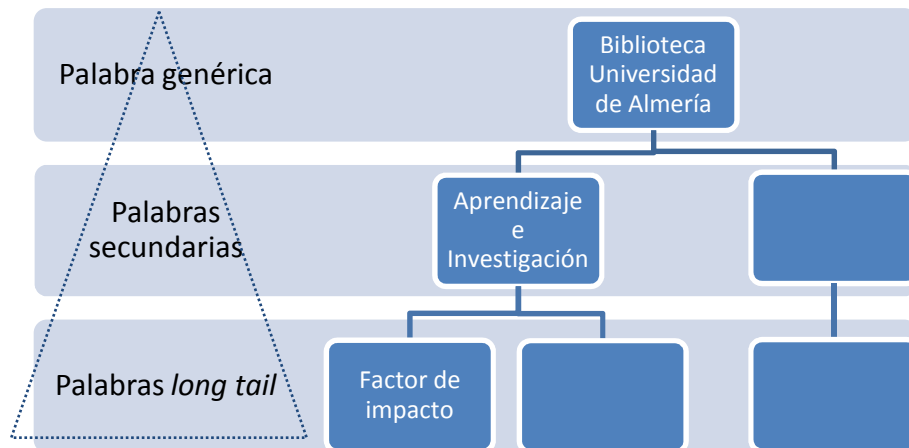 Palabra genérica
Biblioteca
Universidad
de Almería
Palabras
secundarias
Aprendizaje
e
Investigación
Palabras long tail
Factor de
impacto